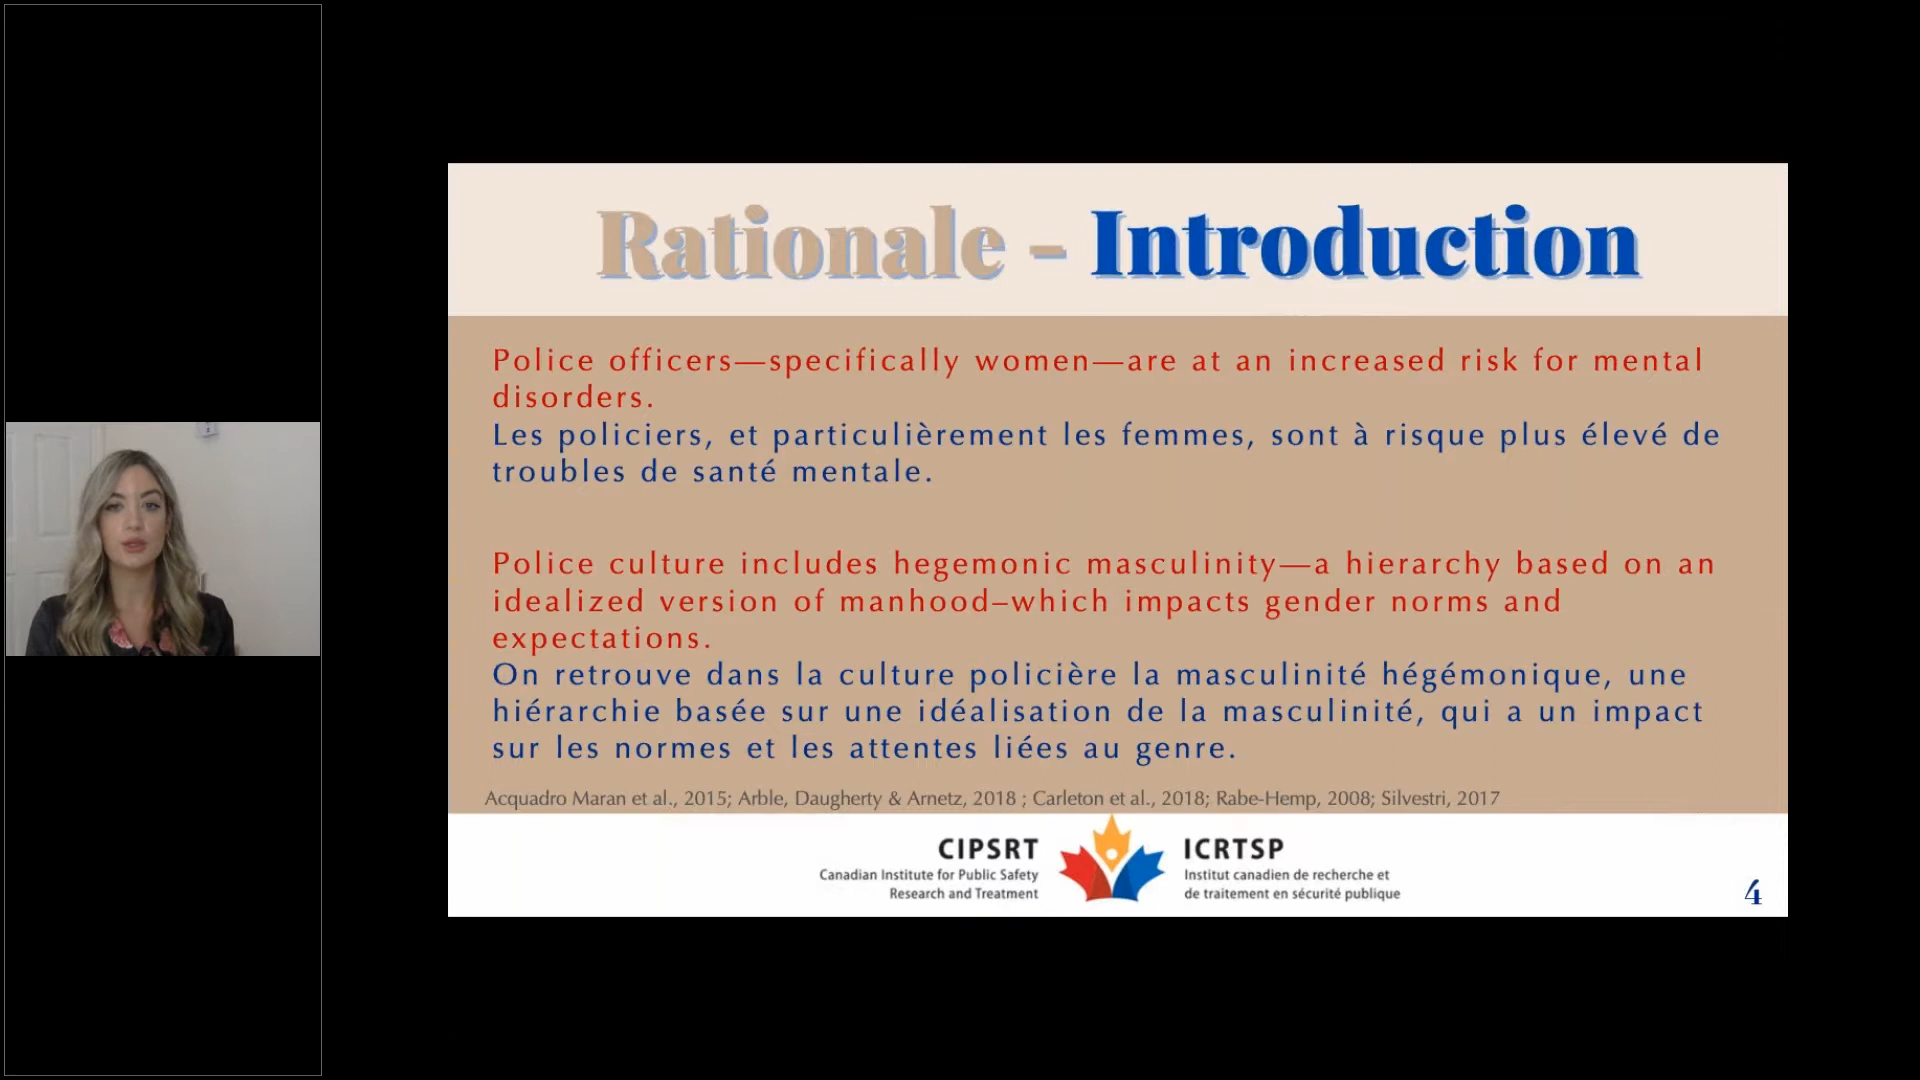 Rationale - Introduction
Police officers—specifically women—are at an increased risk for mental
disorders.
Les policiers, et particulièrement les femmes, sont à risque plus élevé de
troubles de santé mentale.
Police culture includes hegemonic masculinity—a hierarchy based on an
idealized version of manhood–which impacts gender norms and
expectations.
On retrouve dans la culture policière la masculinité hégémonique, une
hiérarchie basée sur une idéalisation de la masculinité, qui a un impact
sur les normes et les attentes liées au genre.
Acquadro Maran et al., 2015; Arble, Daugherty & Arnetz, 2018 ; Carleton et al., 2018; Rabe-Hemp, 2008; Silvestri, 2017
CIPSRT
Canadian Institute for Public Safety
Research and Treatment
ICRTSP
Institut canadien de recherche et
de traitement en sécurité publique
4